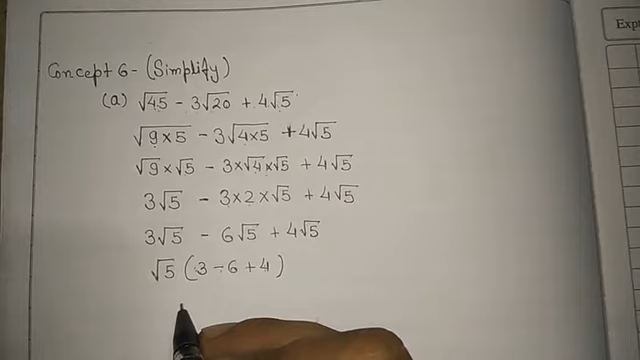 Concept 6 - (Simplify)
(a) √45 - 3√20 + 4√5
√9×5 - 3√4×5 + 4√5
√9 × √5 - 3×√4×√5 + 4√5
3√5 - 3×2×√5 + 4√5
3√5 - 6√5 + 4√5
√5 (3 - 6 + 4)